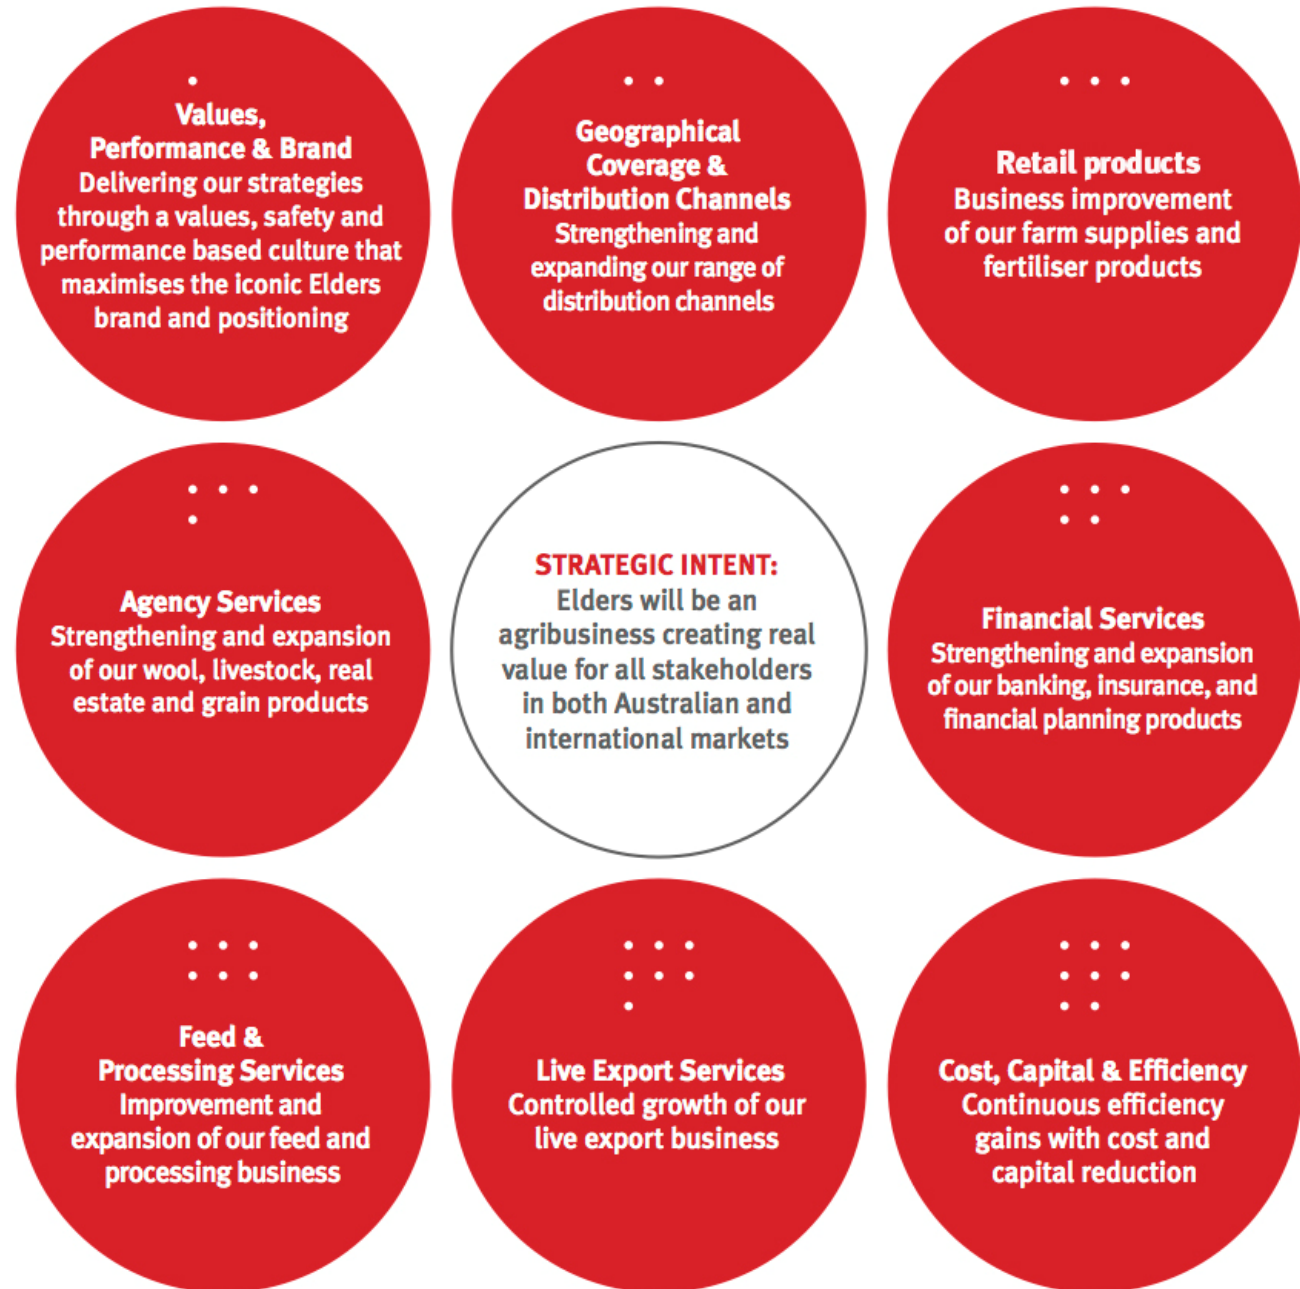 Values,
Performance & Brand
Delivering our strategies
through a values, safety and
performance based culture that
maximises the iconic Elders
brand and positioning
Geographical
Coverage &
Distribution Channels
Strengthening and
expanding our range of
distribution channels
Retail products
Business improvement
of our farm supplies and
fertiliser products
Agency Services
Strengthening and expansion
of our wool, livestock, real
estate and grain products
STRATEGIC INTENT:
Elders will be an
agribusiness creating real
value for all stakeholders
in both Australian and
international markets
Financial Services
Strengthening and expansion
of our banking, insurance, and
financial planning products
Feed &
Processing Services
Improvement and
expansion of our feed and
processing business
Live Export Services
Controlled growth of our
live export business
Cost, Capital & Efficiency
Continuous efficiency
gains with cost and
capital reduction